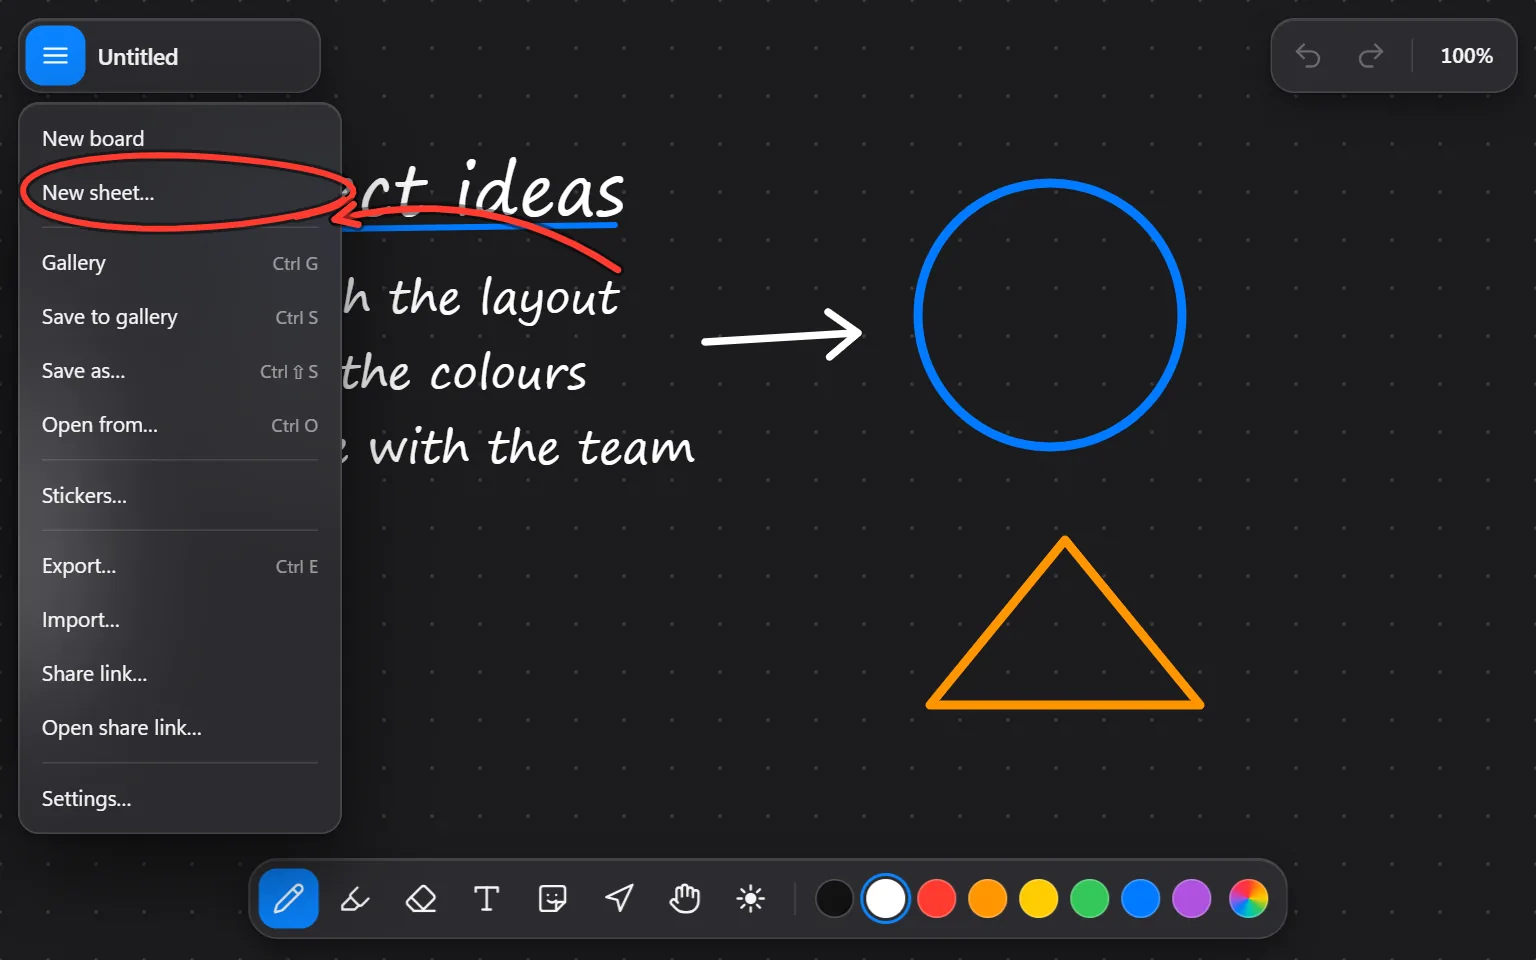 Untitled
100%
New board
New sheet...
Gallery Ctrl G
Save to gallery Ctrl S
Save as... Ctrl ⇧ S
Open from... Ctrl O
Stickers...
Export... Ctrl E
Import...
Share link...
Open share link...
Settings...
ct ideas
h the layout
the colours
e with the team